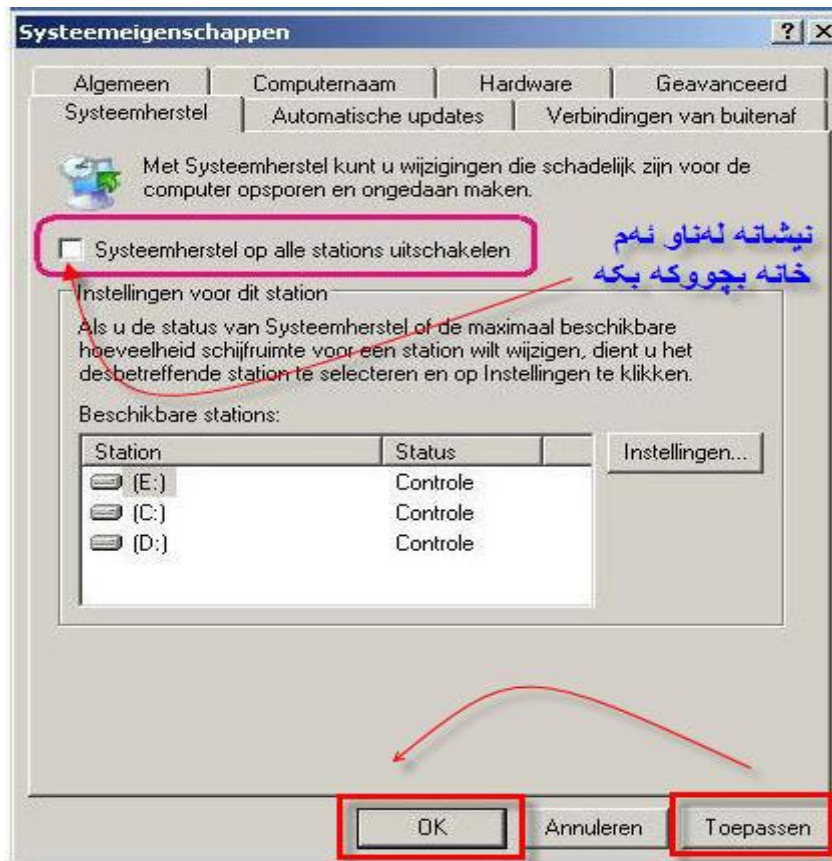 Systeemeigenschappen
Algemeen Computernaam Hardware Geavanceerd
Systeemherstel Automatische updates Verbindingen van buitenaf
Met Systeemherstel kunt u wijzigingen die schadelijk zijn voor de
computer opsporen en ongedaan maken.
Systeemherstel op alle stations uitschakelen
نیشانە لەناو ئەم
خانە بچووکە بکە
Instellingen voor dit station
Als u de status van Systeemherstel of de maximaal beschikbare
hoeveelheid schijfruimte voor een station wilt wijzigen, dient u het
desbetreffende station te selecteren en op Instellingen te klikken.
Beschikbare stations:
Station Status
Instellingen...
(E:) Controle
(C:) Controle
(D:) Controle
OK Annuleren Toepassen